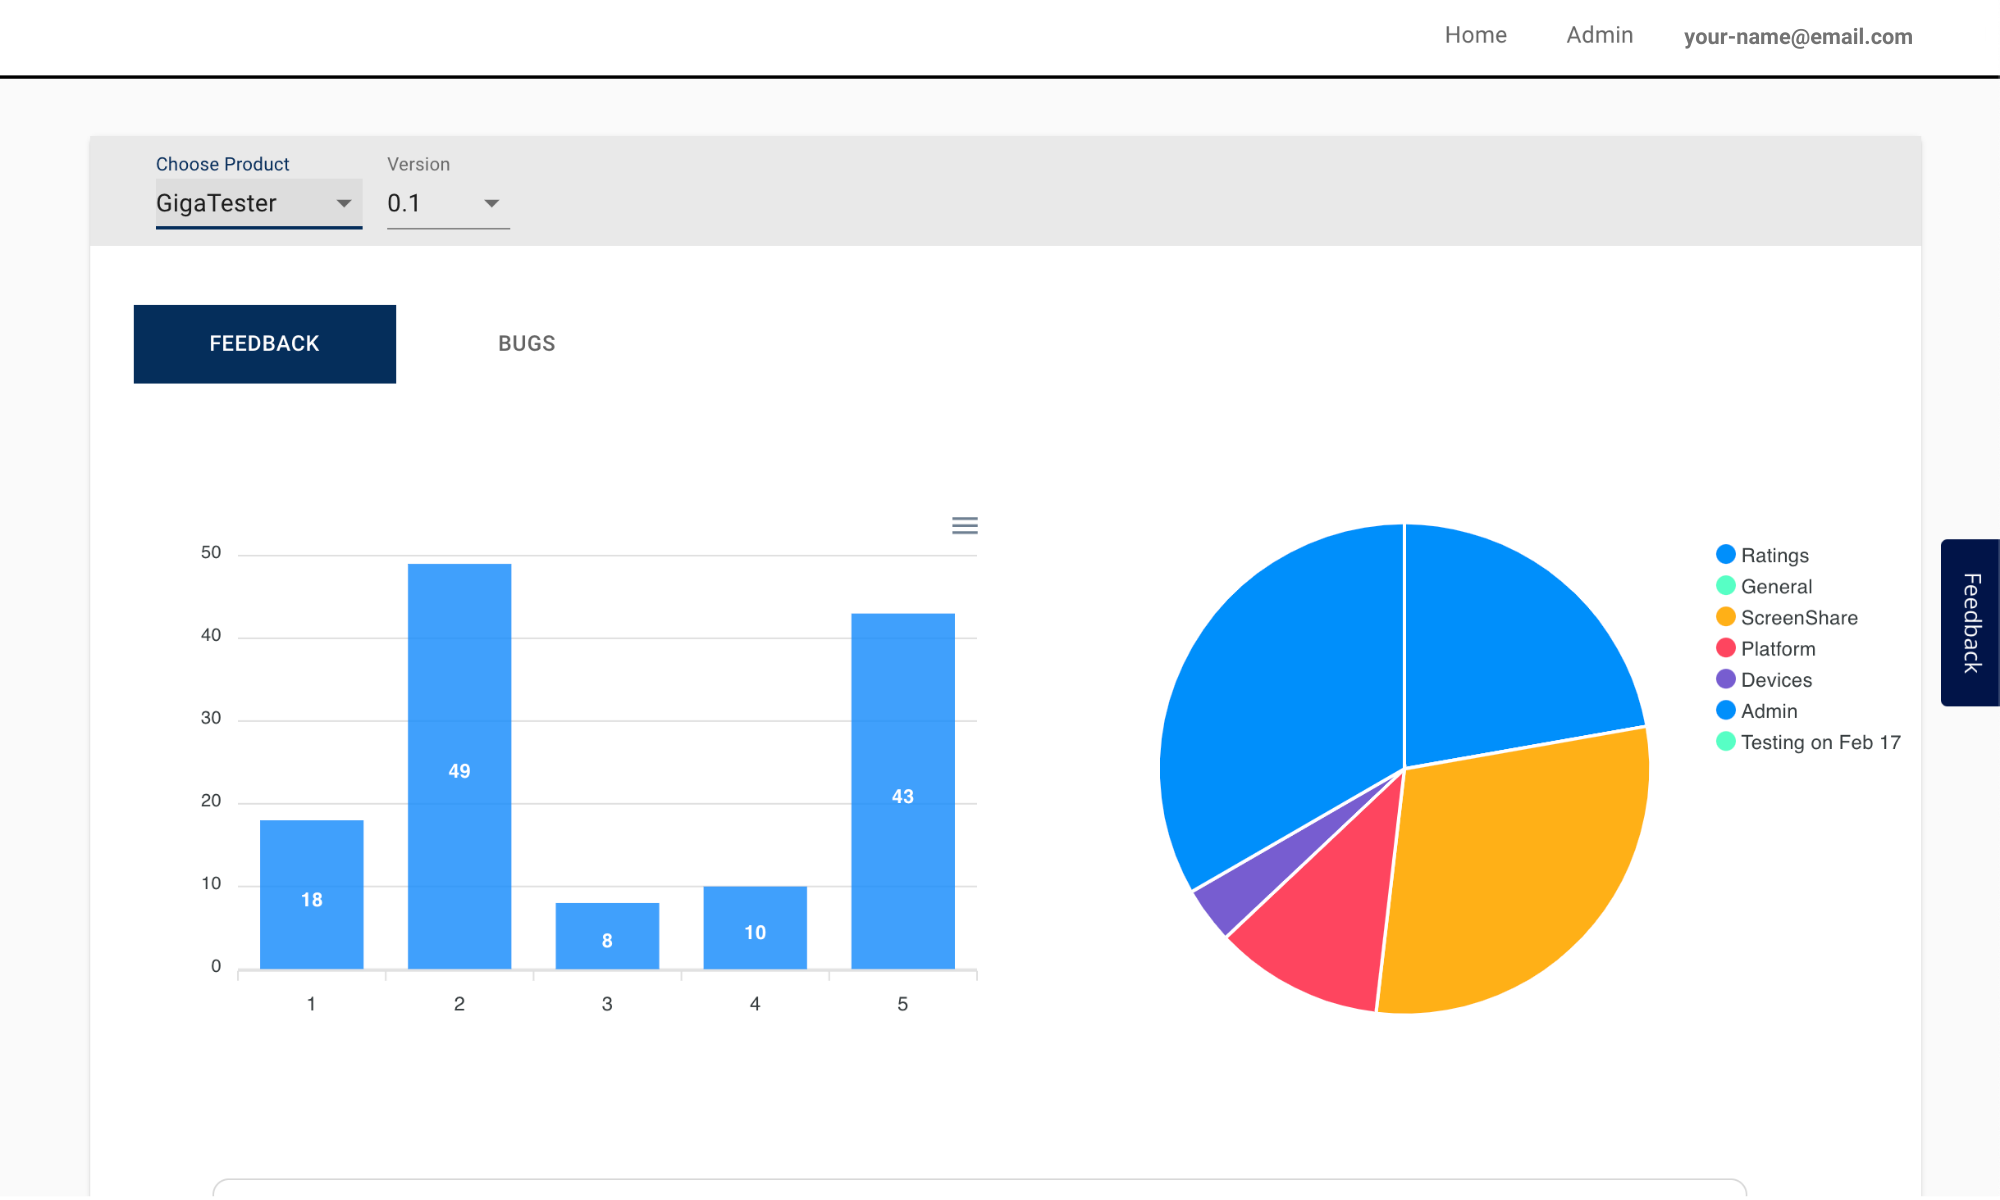 Home Admin your-name@email.com
Choose Product Version
GigaTester 0.1
FEEDBACK BUGS
50
40
30
20
10
0
18
49
8
10
43
1 2 3 4 5
Ratings
General
ScreenShare
Platform
Devices
Admin
Testing on Feb 17
Feedback